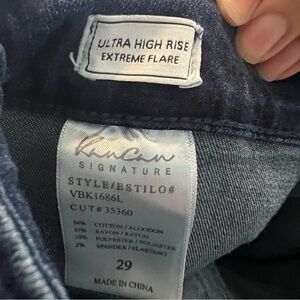 ULTRA HIGH RISE
EXTREME FLARE
KanCan
SIGNATURE
STYLE/ESTILO#
VBK1686L
CUT# 35360
COTTON/ALGODON
RAYON/RAYON
POLYESTER/POLIESTER
2% SPANDEX/ELASTANO
29
MADE IN CHINA